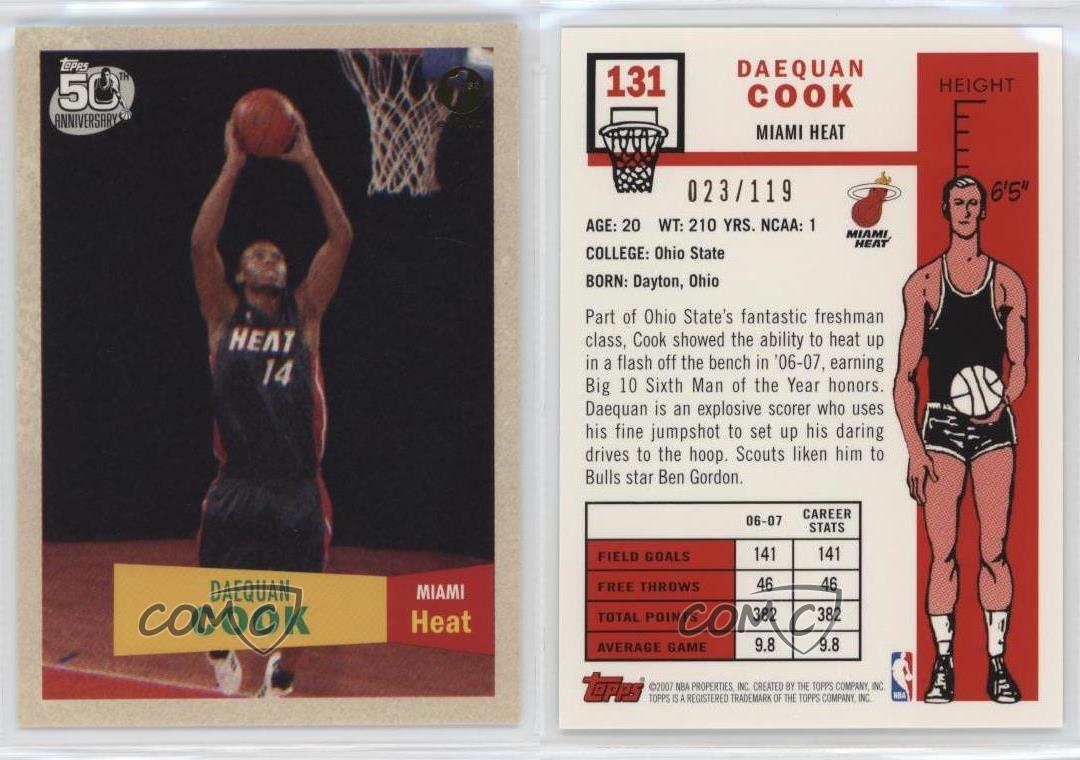 Topps
50TH
ANNIVERSARY
1st
HEAT
14
DAEQUAN
COOK
MIAMI
Heat
COMC
131
DAEQUAN
COOK
MIAMI HEAT
HEIGHT
6'5"
023/119
MIAMI
HEAT
AGE: 20 WT: 210 YRS. NCAA: 1
COLLEGE: Ohio State
BORN: Dayton, Ohio
Part of Ohio State's fantastic freshman
class, Cook showed the ability to heat up
in a flash off the bench in '06-07, earning
Big 10 Sixth Man of the Year honors.
Daequan is an explosive scorer who uses
his fine jumpshot to set up his daring
drives to the hoop. Scouts liken him to
Bulls star Ben Gordon.
06-07 CAREER STATS
FIELD GOALS 141 141
FREE THROWS 46 46
TOTAL POINTS 382 382
AVERAGE GAME 9.8 9.8
COMC
Topps
©2007 NBA PROPERTIES, INC. CREATED BY THE TOPPS COMPANY, INC.
TOPPS IS A REGISTERED TRADEMARK OF THE TOPPS COMPANY, INC.
NBA